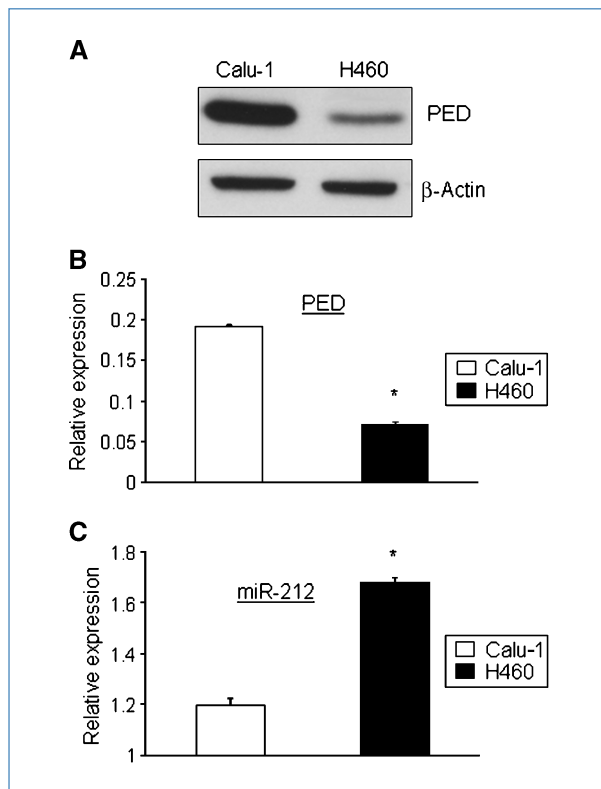 A
Calu-1 H460
PED
β-Actin
B
Relative expression
0.25
0.2
0.15
0.1
0.05
0
PED
*
Calu-1
H460
C
Relative expression
1.8
1.6
1.4
1.2
1
miR-212
*
Calu-1
H460